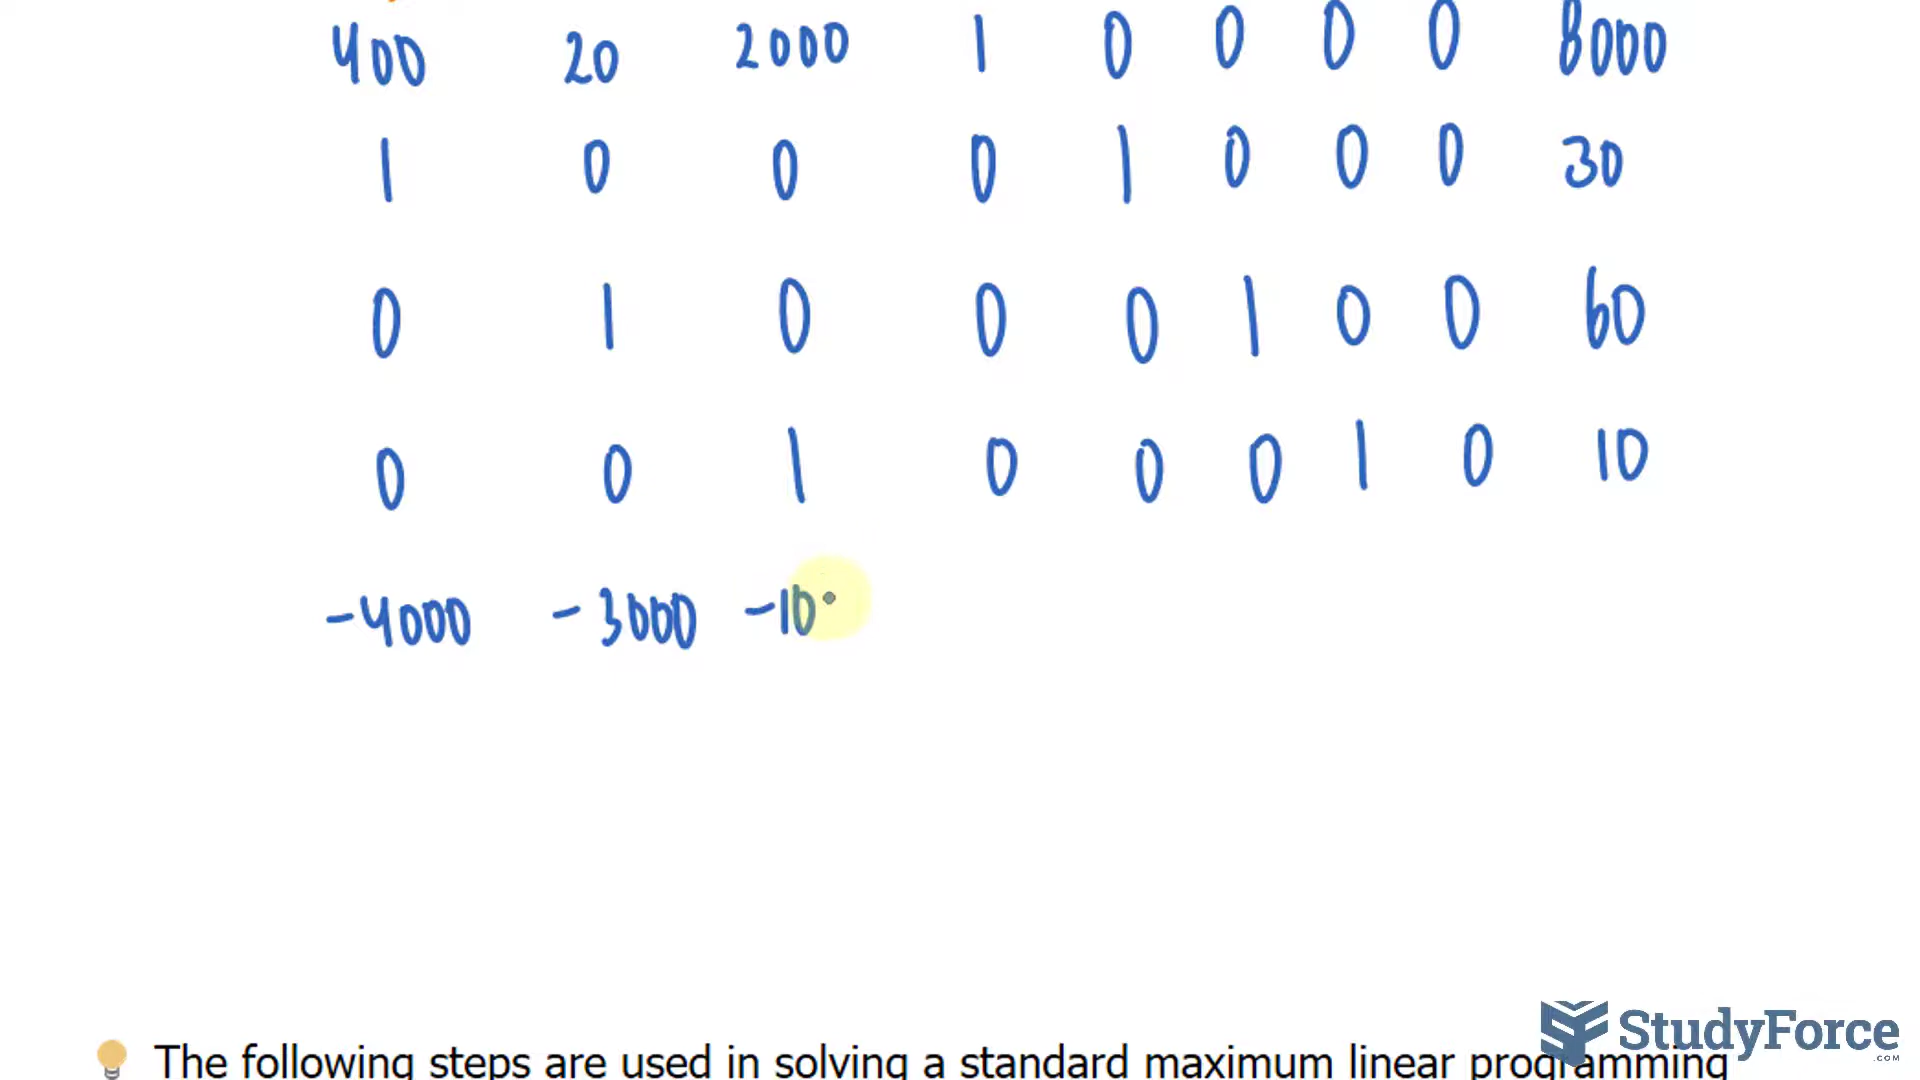 400 20 2000 1 0 0 0 0 8000
1 0 0 0 1 0 0 0 30
0 1 0 0 0 1 0 0 60
0 0 1 0 0 0 1 0 10
-4000 -3000 -10
The following steps are used in solving a standard maximum linear programming
StudyForce
.COM